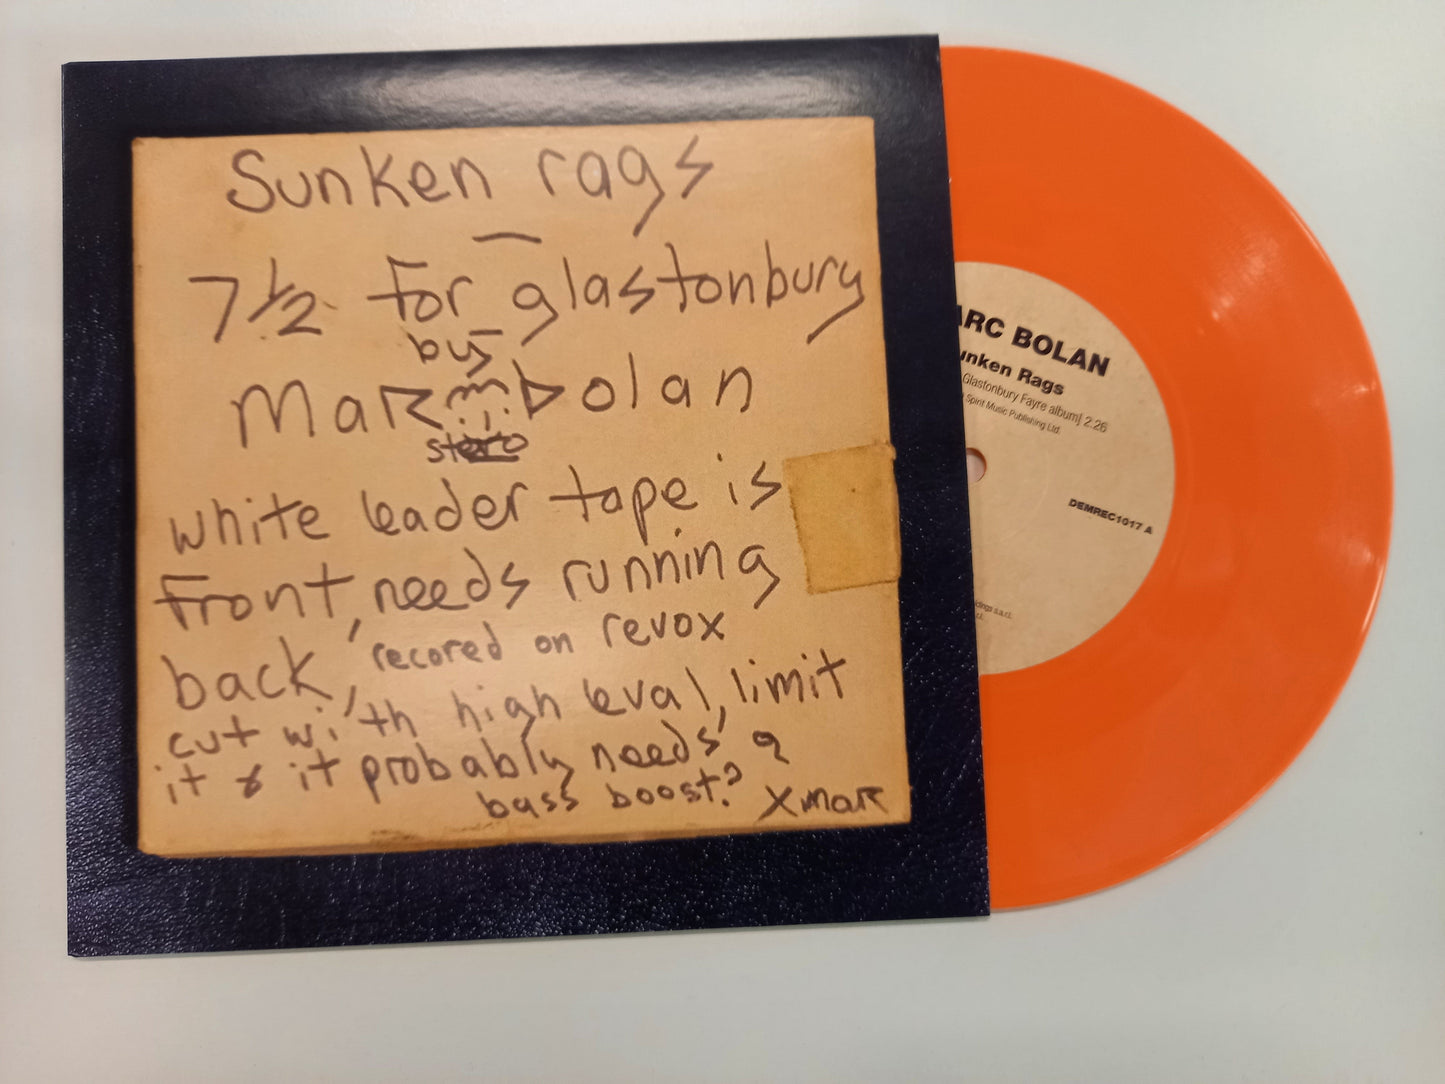 Sunken rags
7½ for glastonbury
by
Marc bolan
stereo
white leader tape is
Front, needs running
back, recored on revox
cut with high leval, limit
it & it probably needs a
bass boost? X maR
ARC BOLAN
unken Rags
Glastonbury Fayre album] 2:26
Spirit Music Publishing Ltd.
DEMREC1017 A
dings s.a.r.l.